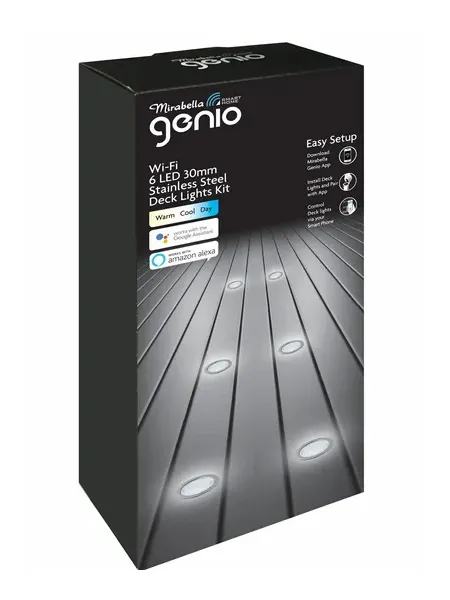 Mirabella SMART HOME
genio
Wi-Fi
6 LED 30mm
Stainless Steel
Deck Lights Kit
Warm Cool Day
works with the
Google Assistant
WORKS WITH
amazon alexa
Easy Setup
Download
Mirabella
Genio App
Install Deck
Lights and Pair
with App
Control
Deck lights
via your
Smart Phone